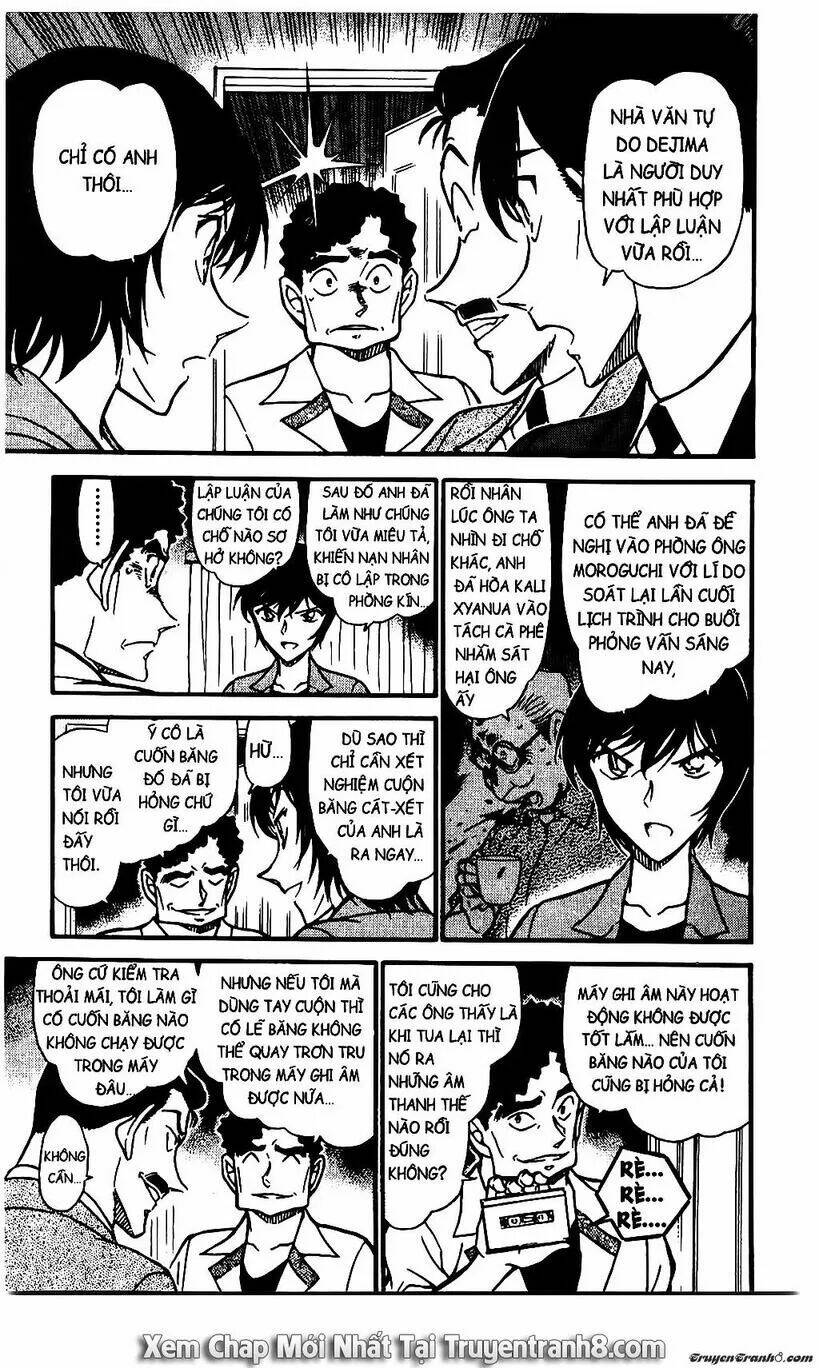 NHÀ VĂN TỰ
DO DEJIMA
LÀ NGƯỜI DUY
NHẤT PHÙ HỢP
VỚI LẬP LUẬN
VỪA RỒI...
CHỈ CÓ ANH
THÔI...
CÓ THỂ ANH ĐÃ ĐỀ
NGHỊ VÀO PHÒNG ÔNG
MOROGUCHI VỚI LÍ DO
SOÁT LẠI LẦN CUỐI
LỊCH TRÌNH CHO BUỔI
PHỎNG VẤN SÁNG
NAY,
RỒI NHÂN
LÚC ÔNG TA
NHÌN ĐI CHỖ
KHÁC, ANH
ĐÃ HÒA KALI
XYANUA VÀO
TÁCH CÀ PHÊ
NHẰM SÁT
HẠI ÔNG
ẤY
SAU ĐÓ ANH ĐÃ
LÀM NHƯ CHÚNG
TÔI VỪA MIÊU TẢ,
KHIẾN NẠN NHÂN
BỊ CÔ LẬP TRONG
PHÒNG KÍN...
LẬP LUẬN CỦA
CHÚNG TÔI CÓ
CHỖ NÀO SƠ
HỞ KHÔNG?
......
DÙ SAO THÌ
CHỈ CẦN XÉT
NGHIỆM CUỘN
BĂNG CÁT-XÉT
CỦA ANH LÀ
RA NGAY...
HỪ...
Ý CÔ LÀ
CUỐN BĂNG
ĐÓ ĐÃ BỊ
HỎNG CHỨ
GÌ...
NHƯNG
TÔI VỪA
NÓI RỒI
ĐẤY
THÔI.
MÁY GHI ÂM NÀY HOẠT
ĐỘNG KHÔNG ĐƯỢC
TỐT LẮM... NÊN CUỐN
BĂNG NÀO CỦA TÔI
CŨNG BỊ HỎNG CẢ!
RÈ...
RÈ...
RÈ....
TÔI CŨNG CHO
CÁC ÔNG THẤY LÀ
KHI TUA LẠI THÌ
NÓ RA
NHỮNG ÂM
THANH THẾ
NÀO RỒI
ĐÚNG
KHÔNG?
NHƯNG NẾU TÔI MÀ
DÙNG TAY CUỘN THÌ
CÓ LẼ BĂNG KHÔNG
THỂ QUAY TRƠN TRU
TRONG MÁY GHI ÂM
ĐƯỢC NỮA...
ÔNG CỨ KIỂM TRA
THOẢI MÁI, TÔI LÀM GÌ
CÓ CUỐN BĂNG NÀO
KHÔNG CHẠY ĐƯỢC
TRONG MÁY
ĐÂU...
KHÔNG
CẦN...
Xem Chap Mới Nhất Tại Truyentranh8.com
TruyenTranh8.com